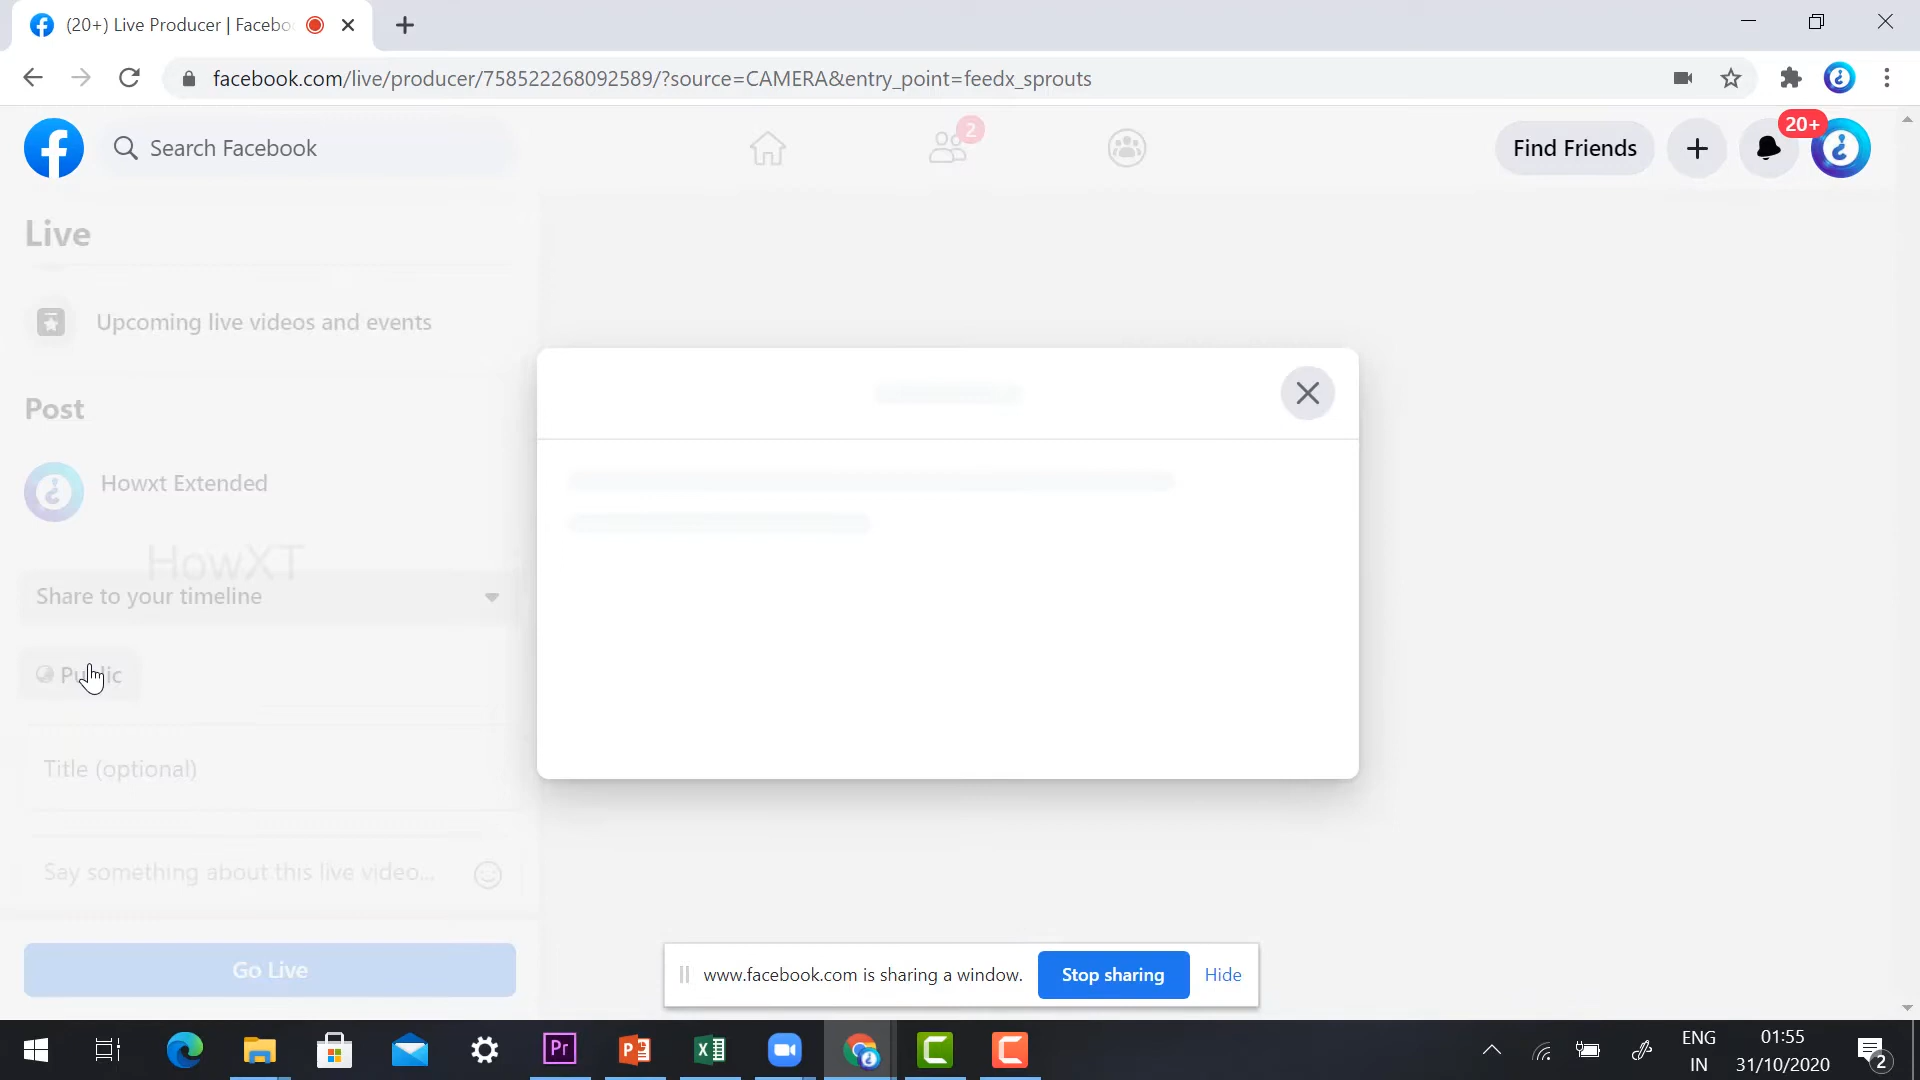 (20+) Live Producer | Facebo
facebook.com/live/producer/758522268092589/?source=CAMERA&entry_point=feedx_sprouts
Search Facebook
2
Find Friends
20+
Live
Upcoming live videos and events
Post
Howxt Extended
HowXT
Share to your timeline
Public
Title (optional)
Say something about this live video...
Go Live
www.facebook.com is sharing a window.
Stop sharing
Hide
Pr
ENG
IN
01:55
31/10/2020
2